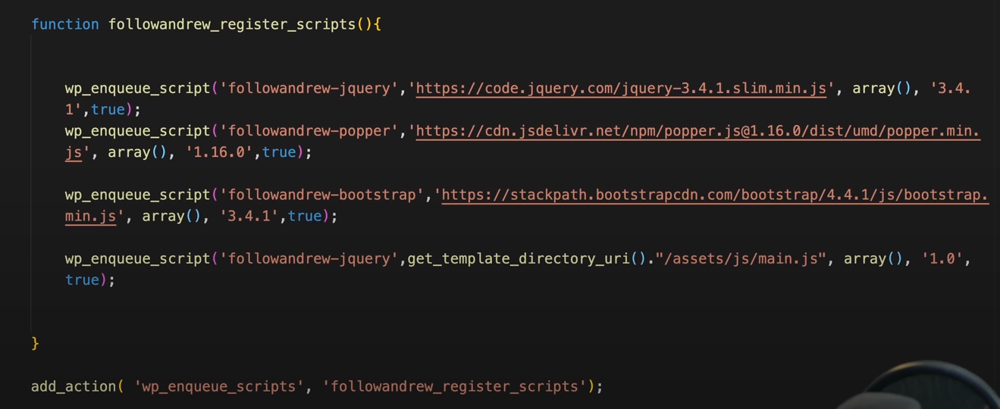 function followandrew_register_scripts(){
wp_enqueue_script('followandrew-jquery','https://code.jquery.com/jquery-3.4.1.slim.min.js', array(), '3.4.
1',true);
wp_enqueue_script('followandrew-popper','https://cdn.jsdelivr.net/npm/popper.js@1.16.0/dist/umd/popper.min.
js', array(), '1.16.0',true);
wp_enqueue_script('followandrew-bootstrap','https://stackpath.bootstrapcdn.com/bootstrap/4.4.1/js/bootstrap.
min.js', array(), '3.4.1',true);
wp_enqueue_script('followandrew-jquery',get_template_directory_uri()."/assets/js/main.js", array(), '1.0',
true);
}
add_action( 'wp_enqueue_scripts', 'followandrew_register_scripts');